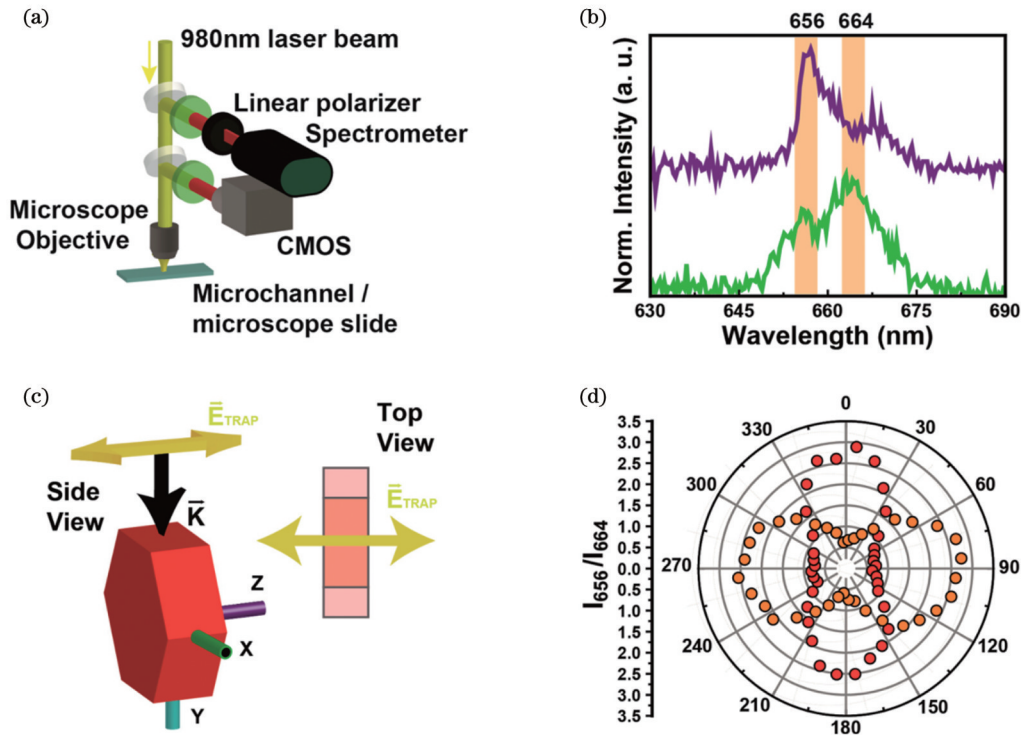 (a)
980nm laser beam
Linear polarizer
Spectrometer
Microscope
Objective
CMOS
Microchannel /
microscope slide
(b)
656 664
Norm. Intensity (a. u.)
630 645 660 675 690
Wavelength (nm)
(c)
E̅TRAP
Side
View
K̅
Z
X
Y
Top
View
E̅TRAP
(d)
I656/I664
3.5
3.0
2.5
2.0
1.5
1.0
0.5
0.0
0.5
1.0
1.5
2.0
2.5
3.0
3.5
0
30
60
90
120
150
180
210
240
270
300
330